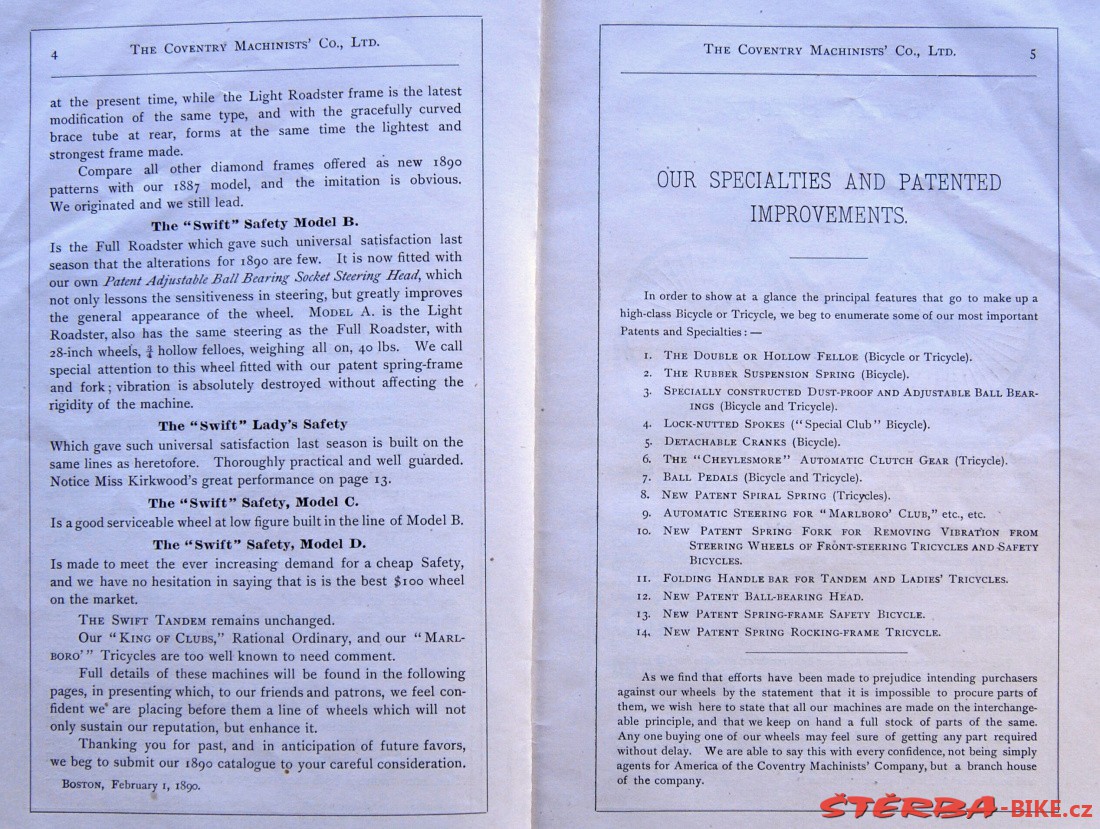 4
THE COVENTRY MACHINISTS' CO., LTD.
at the present time, while the Light Roadster frame is the latest
modification of the same type, and with the gracefully curved
brace tube at rear, forms at the same time the lightest and
strongest frame made.
Compare all other diamond frames offered as new 1890
patterns with our 1887 model, and the imitation is obvious.
We originated and we still lead.
The "Swift" Safety Model B.
Is the Full Roadster which gave such universal satisfaction last
season that the alterations for 1890 are few. It is now fitted with
our own Patent Adjustable Ball Bearing Socket Steering Head, which
not only lessons the sensitiveness in steering, but greatly improves
the general appearance of the wheel. MODEL A. is the Light
Roadster, also has the same steering as the Full Roadster, with
28-inch wheels, ¾ hollow felloes, weighing all on, 40 lbs. We call
special attention to this wheel fitted with our patent spring-frame
and fork; vibration is absolutely destroyed without affecting the
rigidity of the machine.
The "Swift" Lady's Safety
Which gave such universal satisfaction last season is built on the
same lines as heretofore. Thoroughly practical and well guarded.
Notice Miss Kirkwood's great performance on page 13.
The "Swift" Safety, Model C.
Is a good serviceable wheel at low figure built in the line of Model B.
The "Swift" Safety, Model D.
Is made to meet the ever increasing demand for a cheap Safety,
and we have no hesitation in saying that is is the best $100 wheel
on the market.
THE SWIFT TANDEM remains unchanged.
Our "KING OF CLUBS," Rational Ordinary, and our "MARL-
BORO'" Tricycles are too well known to need comment.
Full details of these machines will be found in the following
pages, in presenting which, to our friends and patrons, we feel con-
fident we are placing before them a line of wheels which will not
only sustain our reputation, but enhance it.
Thanking you for past, and in anticipation of future favors,
we beg to submit our 1890 catalogue to your careful consideration.
BOSTON, February 1, 1890.
THE COVENTRY MACHINISTS' CO., LTD.
5
OUR SPECIALTIES AND PATENTED
IMPROVEMENTS.
In order to show at a glance the principal features that go to make up a
high-class Bicycle or Tricycle, we beg to enumerate some of our most important
Patents and Specialties: —
1. THE DOUBLE OR HOLLOW FELLOE (Bicycle or Tricycle).
2. THE RUBBER SUSPENSION SPRING (Bicycle).
3. SPECIALLY CONSTRUCTED DUST-PROOF AND ADJUSTABLE BALL BEAR-
INGS (Bicycle and Tricycle).
4. LOCK-NUTTED SPOKES ("Special Club" Bicycle).
5. DETACHABLE CRANKS (Bicycle).
6. THE "CHEYLESMORE" AUTOMATIC CLUTCH GEAR (Tricycle).
7. BALL PEDALS (Bicycle and Tricycle).
8. NEW PATENT SPIRAL SPRING (Tricycles).
9. AUTOMATIC STEERING FOR "MARLBORO' CLUB," etc., etc.
10. NEW PATENT SPRING FORK FOR REMOVING VIBRATION FROM
STEERING WHEELS OF FRONT-STEERING TRICYCLES AND SAFETY
BICYCLES.
11. FOLDING HANDLE BAR FOR TANDEM AND LADIES' TRICYCLES.
12. NEW PATENT BALL-BEARING HEAD.
13. NEW PATENT SPRING-FRAME SAFETY BICYCLE.
14. NEW PATENT SPRING ROCKING-FRAME TRICYCLE.
As we find that efforts have been made to prejudice intending purchasers
against our wheels by the statement that it is impossible to procure parts of
them, we wish here to state that all our machines are made on the interchange-
able principle, and that we keep on hand a full stock of parts of the same.
Any one buying one of our wheels may feel sure of getting any part required
without delay. We are able to say this with every confidence, not being simply
agents for America of the Coventry Machinists' Company, but a branch house
of the company.
ŠTĚRBA-BIKE.cz